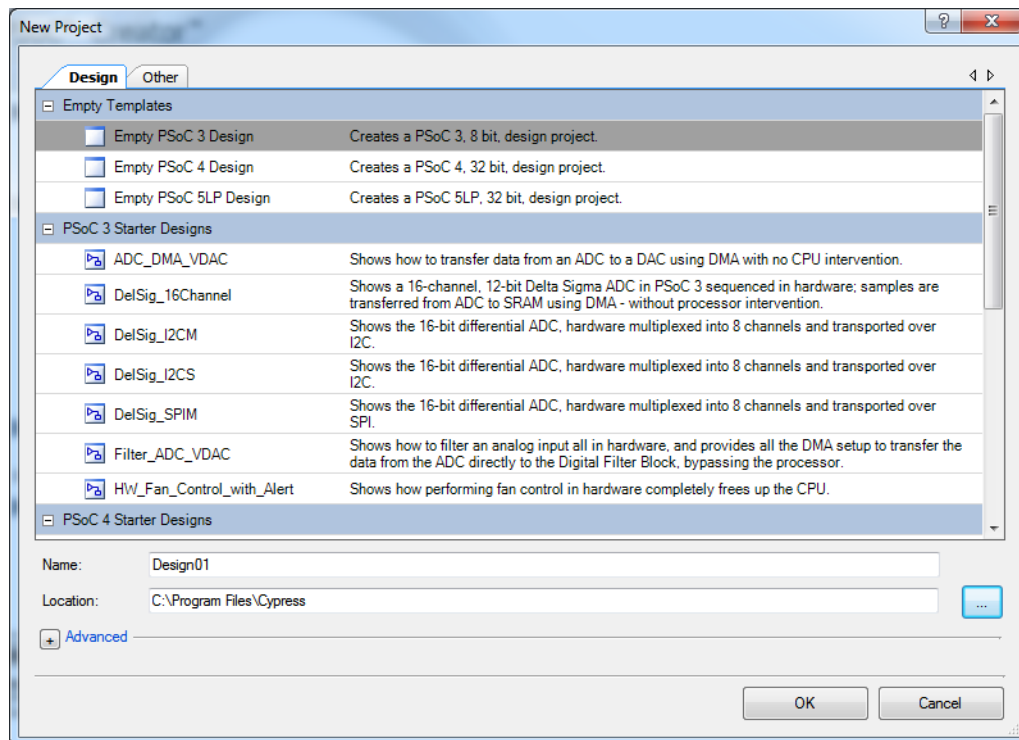 New Project
Design Other
Empty Templates
Empty PSoC 3 Design Creates a PSoC 3, 8 bit, design project.
Empty PSoC 4 Design Creates a PSoC 4, 32 bit, design project.
Empty PSoC 5LP Design Creates a PSoC 5LP, 32 bit, design project.
PSoC 3 Starter Designs
ADC_DMA_VDAC Shows how to transfer data from an ADC to a DAC using DMA with no CPU intervention.
DelSig_16Channel Shows a 16-channel, 12-bit Delta Sigma ADC in PSoC 3 sequenced in hardware; samples are
transferred from ADC to SRAM using DMA - without processor intervention.
DelSig_I2CM Shows the 16-bit differential ADC, hardware multiplexed into 8 channels and transported over
I2C.
DelSig_I2CS Shows the 16-bit differential ADC, hardware multiplexed into 8 channels and transported over
I2C.
DelSig_SPIM Shows the 16-bit differential ADC, hardware multiplexed into 8 channels and transported over
SPI.
Filter_ADC_VDAC Shows how to filter an analog input all in hardware, and provides all the DMA setup to transfer the
data from the ADC directly to the Digital Filter Block, bypassing the processor.
HW_Fan_Control_with_Alert Shows how performing fan control in hardware completely frees up the CPU.
PSoC 4 Starter Designs
Name: Design01
Location: C:\Program Files\Cypress ...
Advanced
OK Cancel